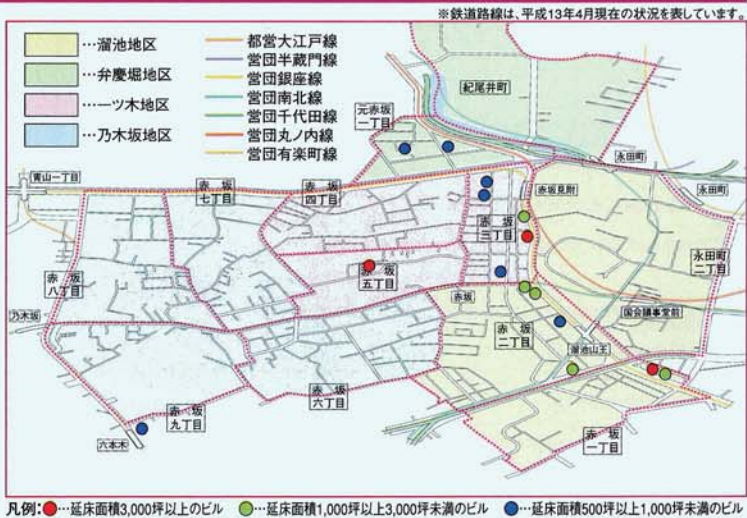 ※鉄道路線は、平成13年4月現在の状況を表しています。
…溜池地区
…弁慶堀地区
…一ツ木地区
…乃木坂地区
都営大江戸線
営団半蔵門線
営団銀座線
営団南北線
営団千代田線
営団丸ノ内線
営団有楽町線
紀尾井町
元赤坂
二丁目
永田町
青山一丁目
赤坂
七丁目
赤坂
四丁目
赤坂見附
永田町
赤坂
三丁目
永田町
二丁目
赤坂
八丁目
赤坂
五丁目
乃木坂
赤坂
赤坂
二丁目
国会議事堂前
溜池山王
赤坂
六丁目
赤坂
九丁目
六本木
赤坂
一丁目
凡例:●…延床面積3,000坪以上のビル ●…延床面積1,000坪以上3,000坪未満のビル ●…延床面積500坪以上1,000坪未満のビル